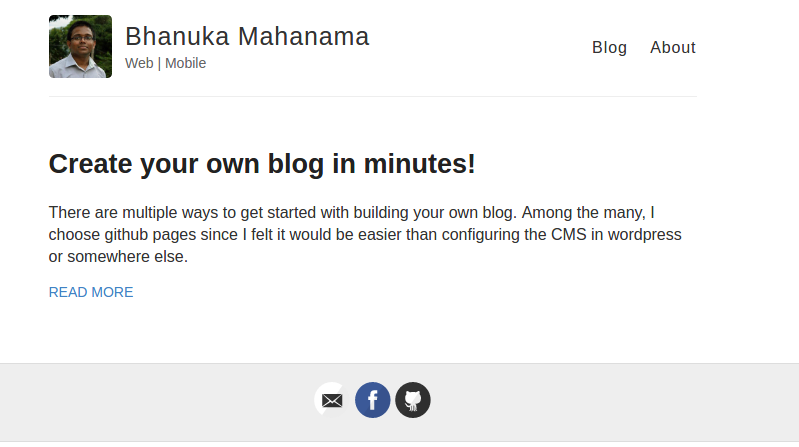 Bhanuka Mahanama
Web | Mobile
Blog About
Create your own blog in minutes!
There are multiple ways to get started with building your own blog. Among the many, I
choose github pages since I felt it would be easier than configuring the CMS in wordpress
or somewhere else.
READ MORE